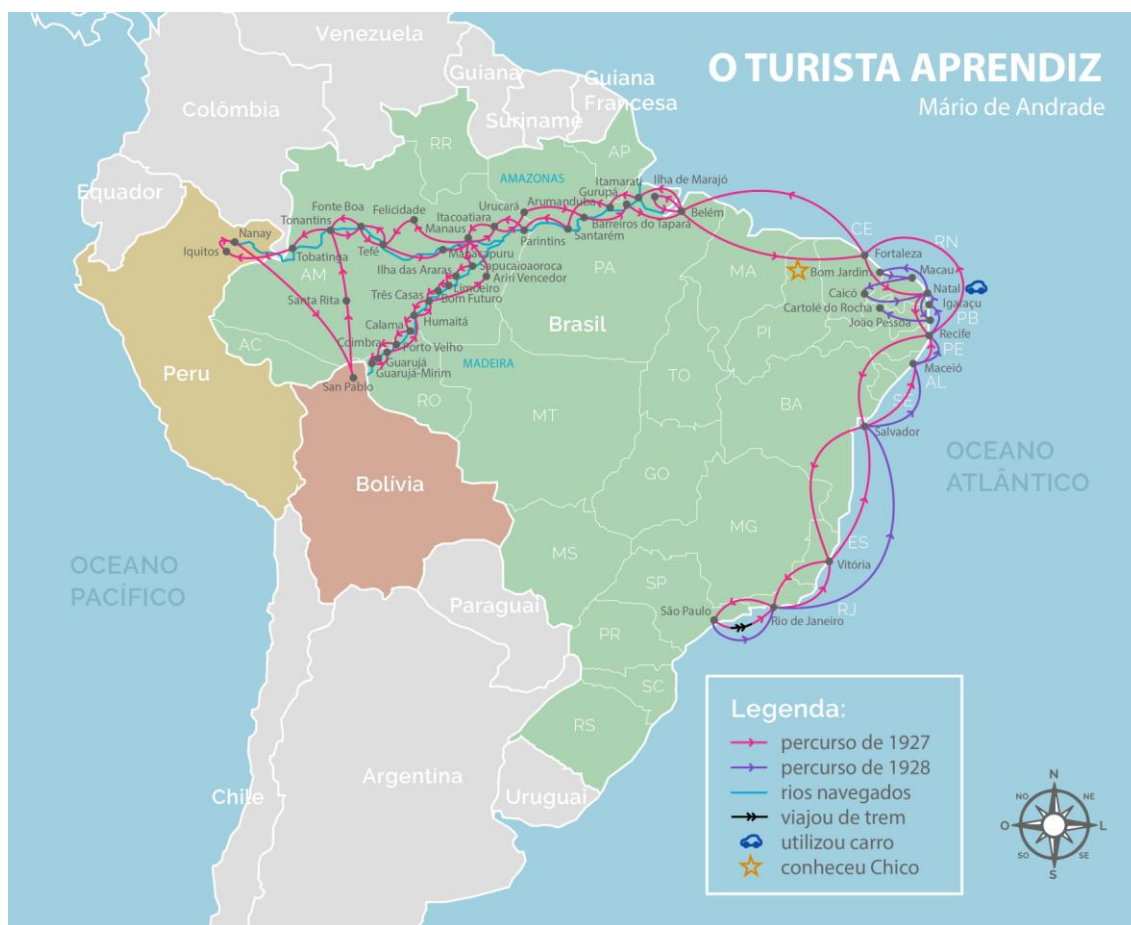 O TURISTA APRENDIZ
Mário de Andrade
Venezuela
Guiana
Guiana
Francesa
Suriname
Colômbia
Equador
RR
AP
AMAZONAS
Itamarati
Ilha de Marajó
Gurupá
Arumanduba
Urucará
Itacoatiara
Manaus
Felicidade
Fonte Boa
Tonantins
Nanay
Iquitos
Tobatinga
Tefé
Manacapuru
Parintins
Santarém
Barreiros do Tapara
Belém
Ilha das Araras
Sapucaioaoroca
Ariri Vencedor
Limoeiro
Três Casas
Bom Futuro
Santa Rita
AM
PA
MA
CE
RN
Fortaleza
Bom Jardim
Macau
Caicó
Natal
Cartolé do Rocha
Igaraçu
João Pessoa
PB
Recife
PE
Maceió
AL
SE
PI
Brasil
Humaitá
Calama
Coimbra
Porto Velho
Guarujá
Guarujá-Mirim
MADEIRA
San Pablo
AC
RO
Peru
TO
MT
BA
Salvador
OCEANO
ATLÂNTICO
Bolívia
GO
MG
ES
Vitória
MS
SP
São Paulo
Rio de Janeiro
RJ
OCEANO
PACÍFICO
Paraguai
PR
SC
RS
Argentina
Chile
Uruguai
Legenda:
percurso de 1927
percurso de 1928
rios navegados
viajou de trem
utilizou carro
conheceu Chico
N
NO
NE
O
L
SO
SE
S